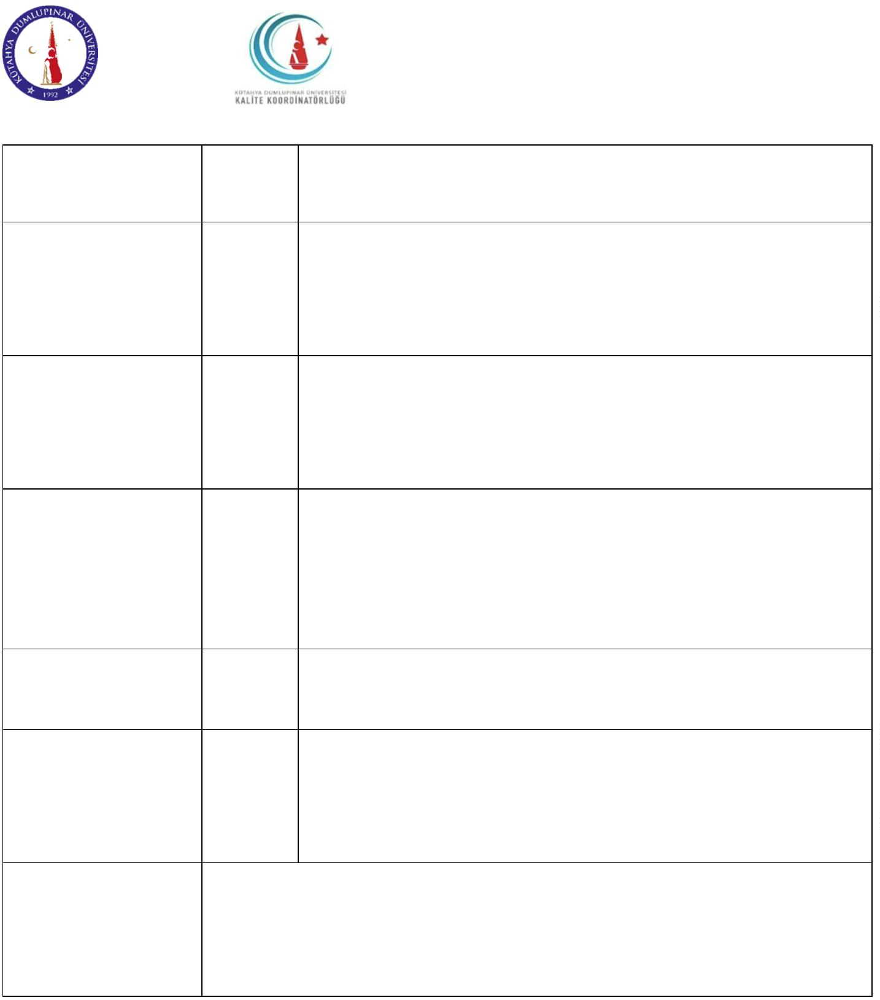 KÜTAHYA DUMLUPINAR ÜNİVERSİTESİ
1992
KÜTAHYA DUMLUPINAR ÜNİVERSİTESİ
KALİTE KOORDİNATÖRLÜĞÜ